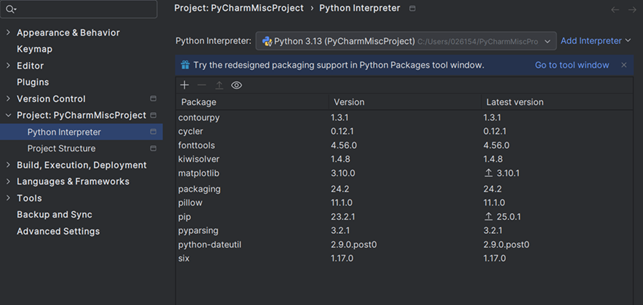 Project: PyCharmMiscProject › Python Interpreter
Appearance & Behavior
Keymap
Editor
Plugins
Version Control
Project: PyCharmMiscProject
Python Interpreter
Project Structure
Build, Execution, Deployment
Languages & Frameworks
Tools
Backup and Sync
Advanced Settings
Python Interpreter: Python 3.13 (PyCharmMiscProject) C:/Users/026154/PyCharmMiscPro Add Interpreter
Try the redesigned packaging support in Python Packages tool window. Go to tool window
Package Version Latest version
contourpy 1.3.1 1.3.1
cycler 0.12.1 0.12.1
fonttools 4.56.0 4.56.0
kiwisolver 1.4.8 1.4.8
matplotlib 3.10.0 3.10.1
packaging 24.2 24.2
pillow 11.1.0 11.1.0
pip 23.2.1 25.0.1
pyparsing 3.2.1 3.2.1
python-dateutil 2.9.0.post0 2.9.0.post0
six 1.17.0 1.17.0